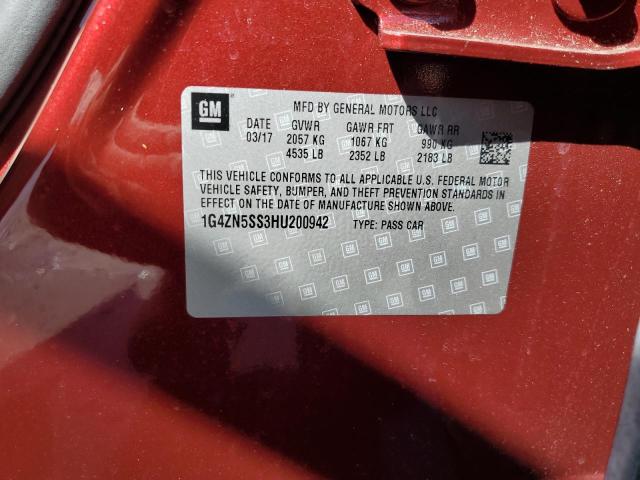 GM MFD BY GENERAL MOTORS LLC
DATE GVWR GAWR FRT GAWR RR
03/17 2057 KG 1067 KG 990 KG
4535 LB 2352 LB 2183 LB
THIS VEHICLE CONFORMS TO ALL APPLICABLE U.S. FEDERAL MOTOR
VEHICLE SAFETY, BUMPER, AND THEFT PREVENTION STANDARDS IN
EFFECT ON THE DATE OF MANUFACTURE SHOWN ABOVE.
1G4ZN5SS3HU200942 TYPE: PASS CAR